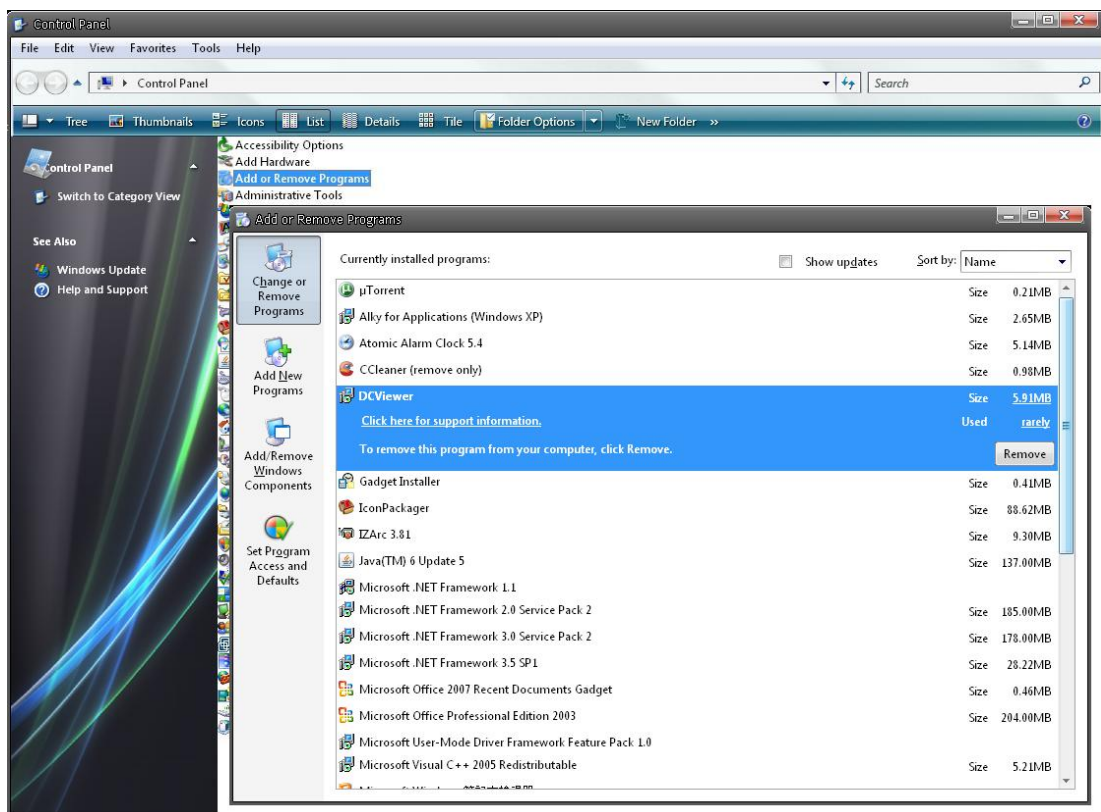 Control Panel
File Edit View Favorites Tools Help
Control Panel
Search
Tree Thumbnails Icons List Details Tile Folder Options New Folder »
Control Panel
Switch to Category View
See Also
Windows Update
Help and Support
Accessibility Options
Add Hardware
Add or Remove Programs
Administrative Tools
Add or Remove Programs
Change or
Remove
Programs
Add New
Programs
Add/Remove
Windows
Components
Set Program
Access and
Defaults
Currently installed programs: Show updates Sort by: Name
µTorrent Size 0.21MB
Alky for Applications (Windows XP) Size 2.65MB
Atomic Alarm Clock 5.4 Size 5.14MB
CCleaner (remove only) Size 0.98MB
DCViewer Size 5.91MB
Click here for support information. Used rarely
To remove this program from your computer, click Remove. Remove
Gadget Installer Size 0.41MB
IconPackager Size 88.62MB
IZArc 3.81 Size 9.30MB
Java(TM) 6 Update 5 Size 137.00MB
Microsoft .NET Framework 1.1
Microsoft .NET Framework 2.0 Service Pack 2 Size 185.00MB
Microsoft .NET Framework 3.0 Service Pack 2 Size 178.00MB
Microsoft .NET Framework 3.5 SP1 Size 28.22MB
Microsoft Office 2007 Recent Documents Gadget Size 0.46MB
Microsoft Office Professional Edition 2003 Size 204.00MB
Microsoft User-Mode Driver Framework Feature Pack 1.0
Microsoft Visual C++ 2005 Redistributable Size 5.21MB